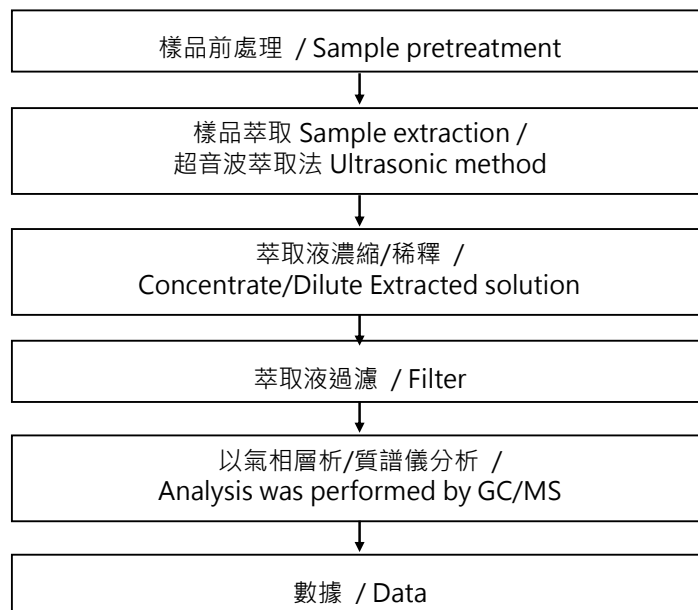 樣品前處理 / Sample pretreatment
樣品萃取 Sample extraction /
超音波萃取法 Ultrasonic method
萃取液濃縮/稀釋 /
Concentrate/Dilute Extracted solution
萃取液過濾 / Filter
以氣相層析/質譜儀分析 /
Analysis was performed by GC/MS
數據 / Data